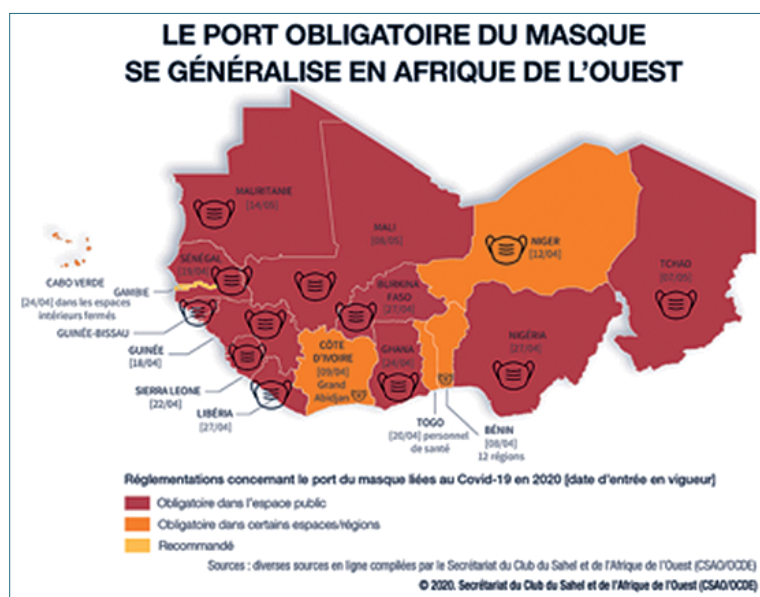 LE PORT OBLIGATOIRE DU MASQUE
SE GÉNÉRALISE EN AFRIQUE DE L'OUEST
MAURITANIE
[14/05]
MALI
[08/05]
NIGER
[12/04]
TCHAD
[07/05]
SÉNÉGAL
[19/04]
CABO VERDE
[24/04] dans les espaces
intérieurs fermés
GAMBIE
GUINÉE-BISSAU
GUINÉE
[18/04]
SIERRA LEONE
[22/04]
LIBÉRIA
[27/04]
BURKINA
FASO
[27/04]
CÔTE
D'IVOIRE
[09/04]
Grand
Abidjan
GHANA
[24/04]
NIGÉRIA
[27/04]
TOGO
[20/04] personnel
de santé
BÉNIN
[08/04]
12 régions
Réglementations concernant le port du masque liées au Covid-19 en 2020 [date d'entrée en vigueur]
Obligatoire dans l'espace public
Obligatoire dans certains espaces/régions
Recommandé
Sources : diverses sources en ligne compilées par le Secrétariat du Club du Sahel et de l'Afrique de l'Ouest (CSAO/OCDE)
© 2020. Secrétariat du Club du Sahel et de l'Afrique de l'Ouest (CSAO/OCDE)